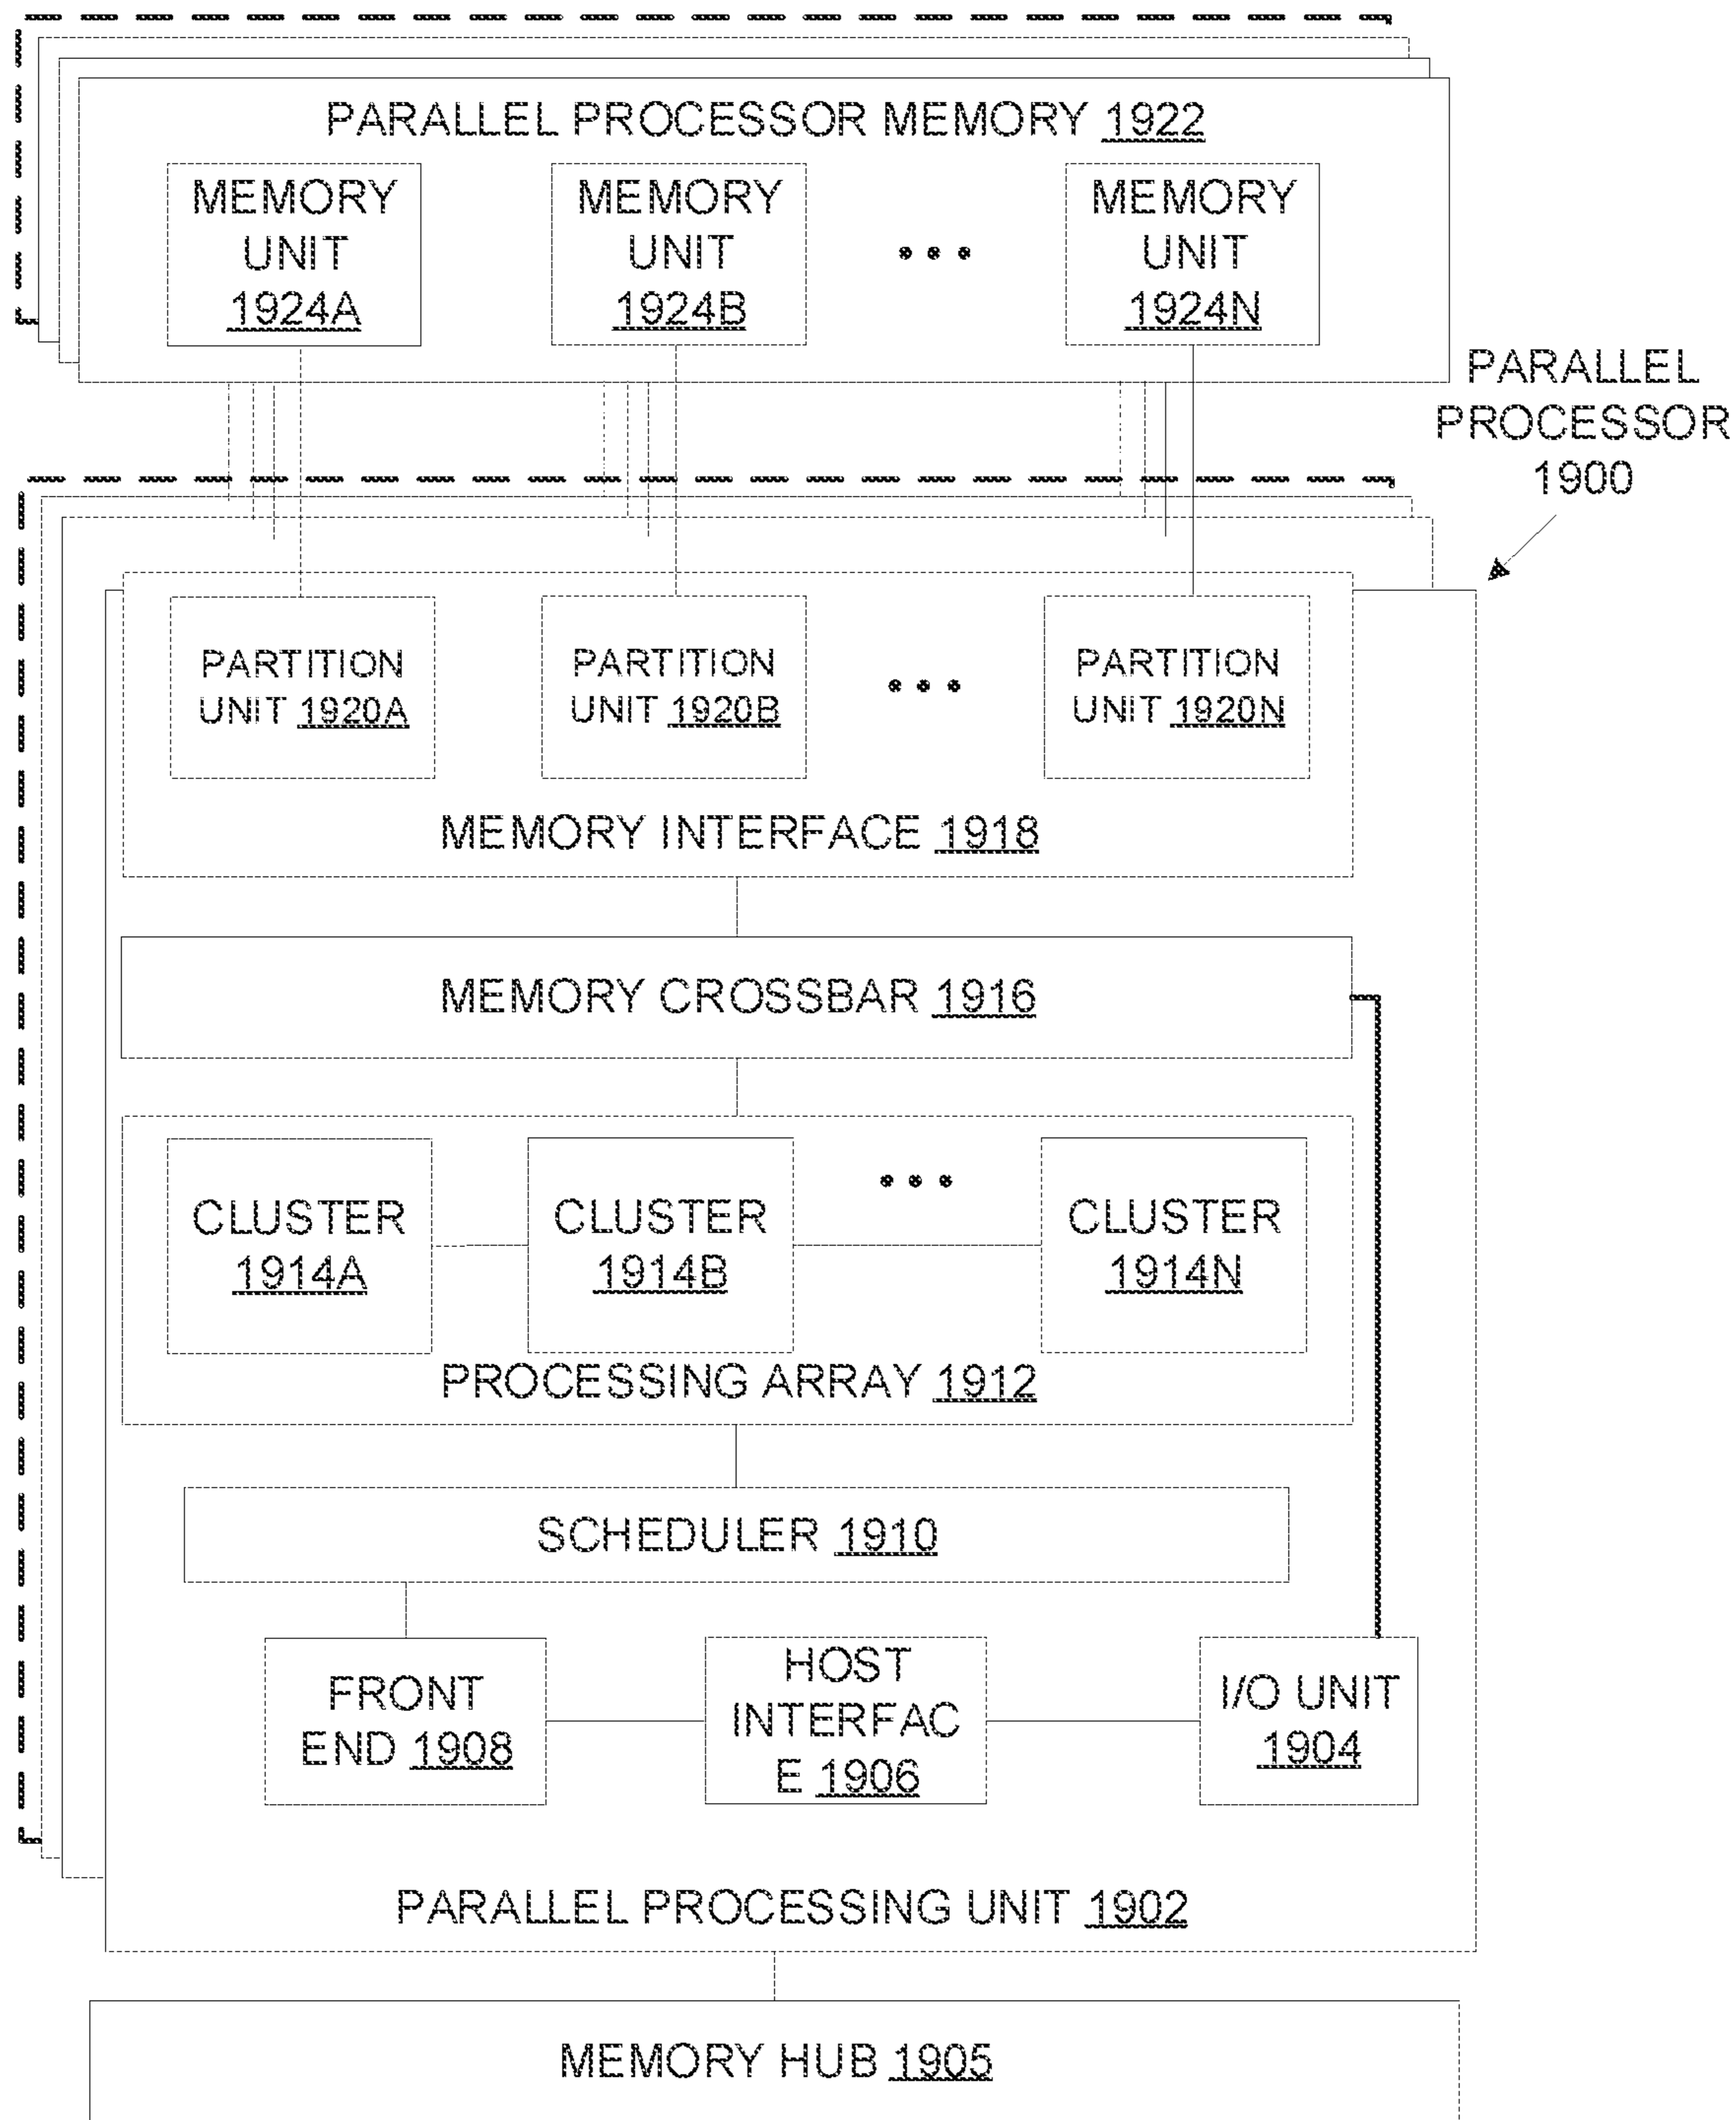 PARALLEL PROCESSOR MEMORY 1922
MEMORY
UNIT
1924A
MEMORY
UNIT
1924B
MEMORY
UNIT
1924N
PARALLEL
PROCESSOR
1900
PARTITION
UNIT 1920A
PARTITION
UNIT 1920B
PARTITION
UNIT 1920N
MEMORY INTERFACE 1918
MEMORY CROSSBAR 1916
CLUSTER
1914A
CLUSTER
1914B
CLUSTER
1914N
PROCESSING ARRAY 1912
SCHEDULER 1910
FRONT
END 1908
HOST
INTERFAC
E 1906
I/O UNIT
1904
PARALLEL PROCESSING UNIT 1902
MEMORY HUB 1905